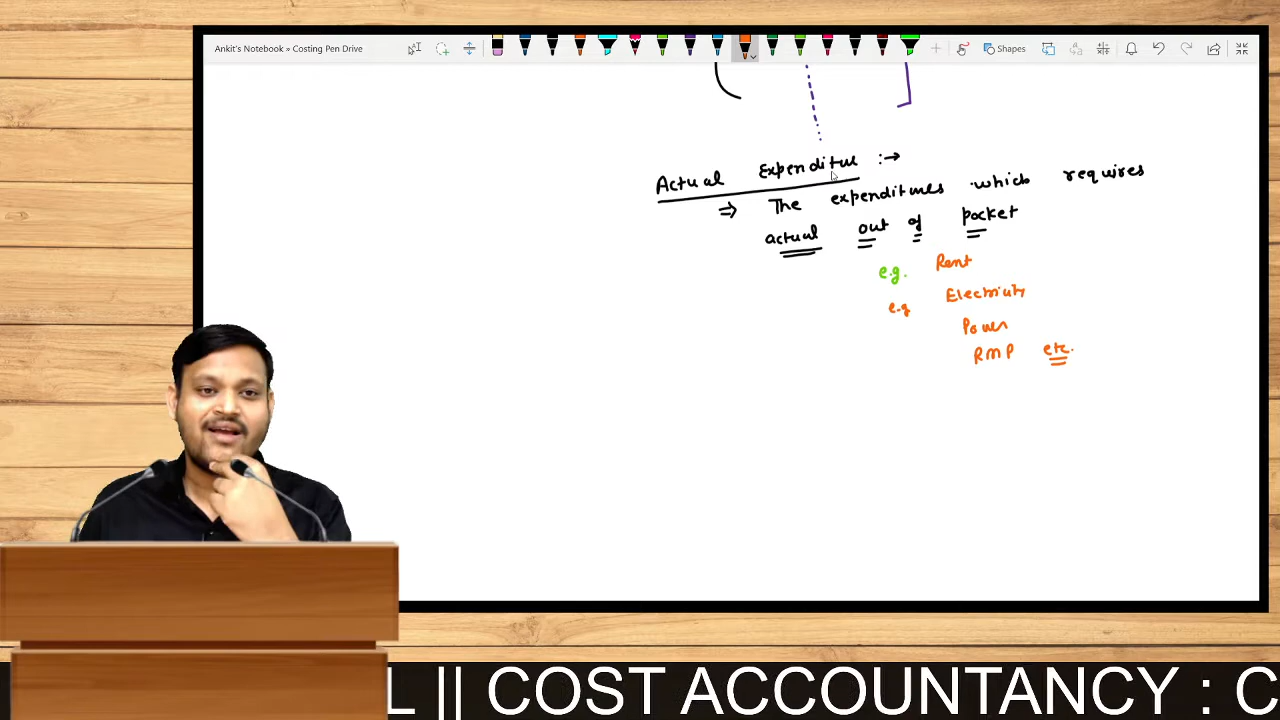 Ankit's Notebook » Costing Pen Drive
Shapes
Actual Expenditul :→
⇒ The expenditures which requires
actual out of pocket
e.g. Rent
e.g Electricity
Power
RMP etc.
L || COST ACCOUNTANCY : C